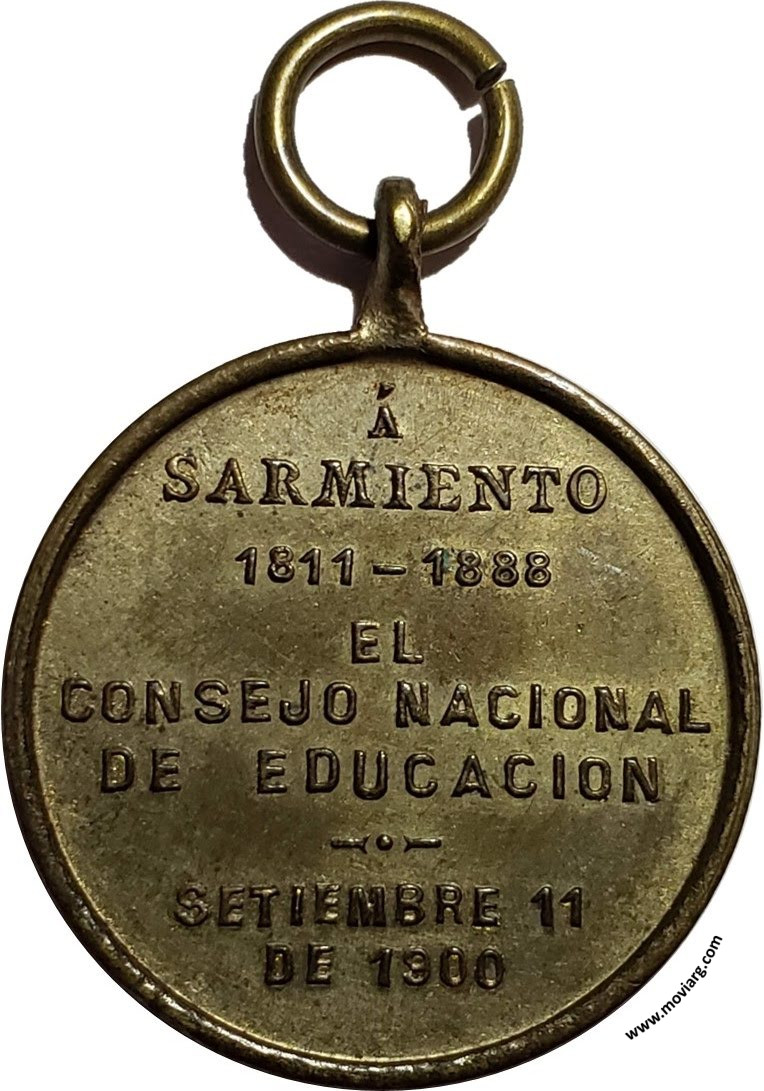 Á
SARMIENTO
1811 - 1888
EL
CONSEJO NACIONAL
DE EDUCACION
SETIEMBRE 11
DE 1900
www.moviarg.com